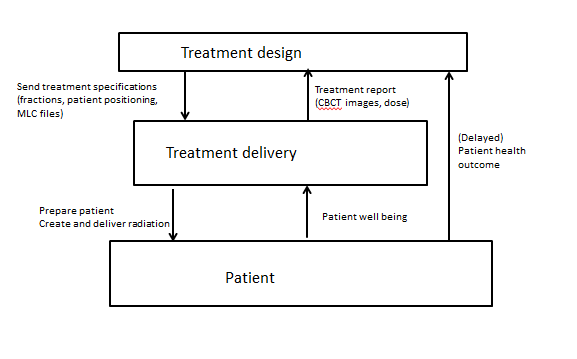 Treatment design
Send treatment specifications
(fractions, patient positioning,
MLC files)
Treatment report
(CBCT images, dose)
(Delayed)
Patient health
outcome
Treatment delivery
Prepare patient
Create and deliver radiation
Patient well being
Patient